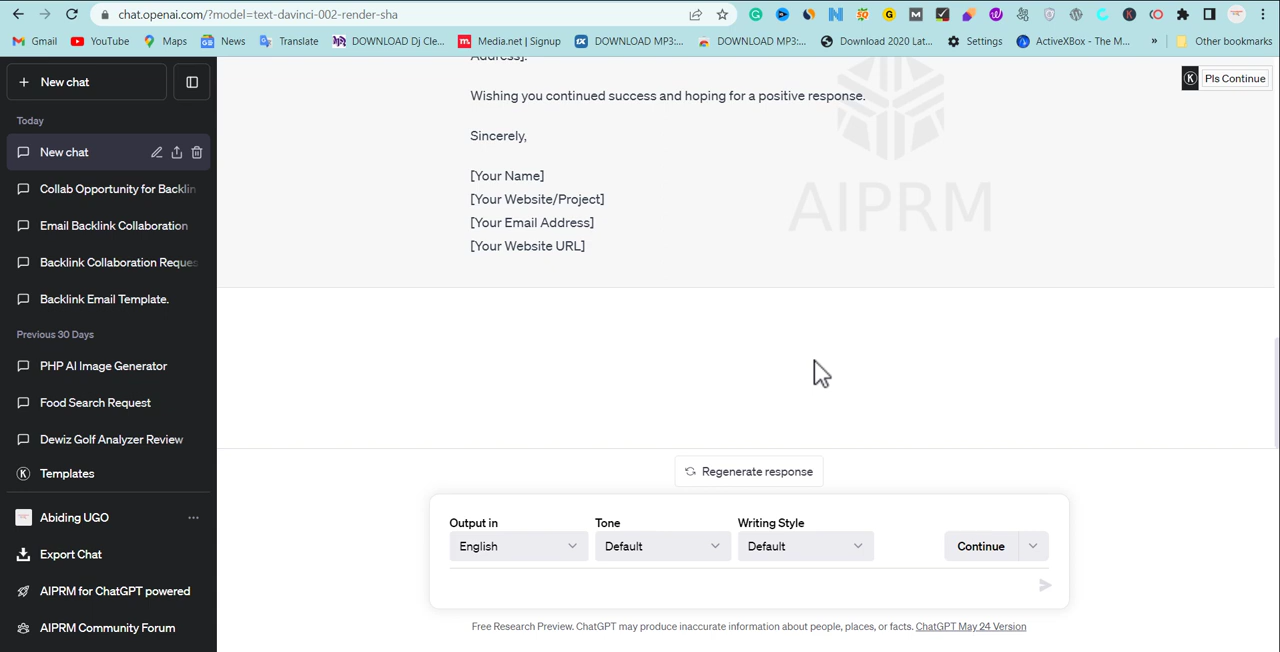 chat.openai.com/?model=text-davinci-002-render-sha
Gmail YouTube Maps News Translate DOWNLOAD Dj Cle... Media.net | Signup DOWNLOAD MP3:... DOWNLOAD MP3:... Download 2020 Lat... Settings ActiveXBox - The M... » Other bookmarks
+ New chat
Today
New chat
Collab Opportunity for Backlin
Email Backlink Collaboration
Backlink Collaboration Reques
Backlink Email Template.
Previous 30 Days
PHP AI Image Generator
Food Search Request
Dewiz Golf Analyzer Review
Templates
Abiding UGO ...
Export Chat
AIPRM for ChatGPT powered
AIPRM Community Forum
Address].
Wishing you continued success and hoping for a positive response.
Sincerely,
[Your Name]
[Your Website/Project]
[Your Email Address]
[Your Website URL]
AIPRM
Pls Continue
Regenerate response
Output in Tone Writing Style
English Default Default Continue
Free Research Preview. ChatGPT may produce inaccurate information about people, places, or facts. ChatGPT May 24 Version